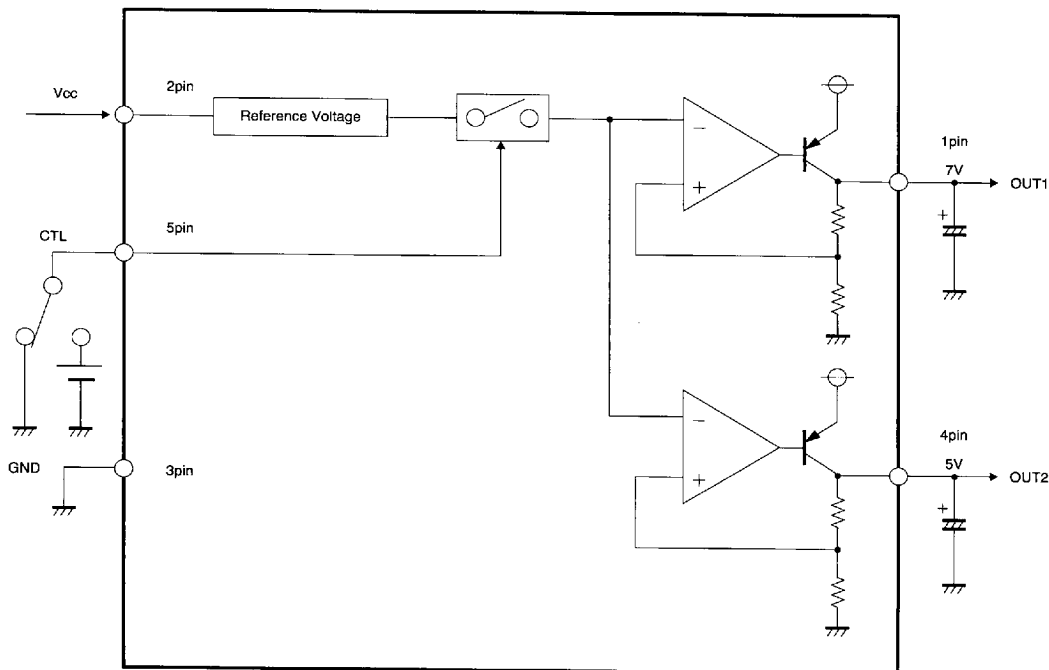 Vcc
2pin
Reference Voltage
−
+
1pin
7V
OUT1
+
CTL
5pin
−
+
4pin
5V
OUT2
+
GND
3pin